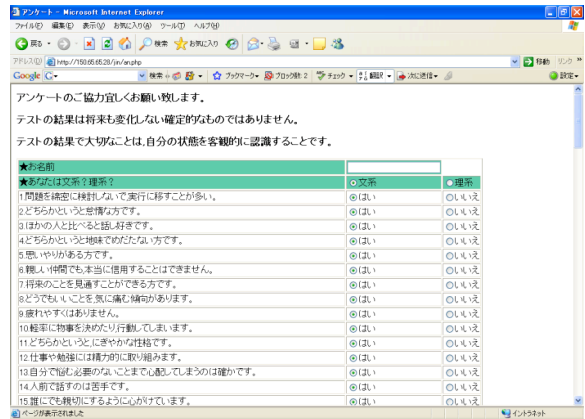 アンケート - Microsoft Internet Explorer
ファイル(F) 編集(E) 表示(V) お気に入り(A) ツール(T) ヘルプ(H)
戻る 検索 お気に入り
アドレス(D) http://150.65.65.28/jin/an.php 移動 リンク
Google 検索 ブックマーク ブロック数: 2 チェック 翻訳 次に送信 設定
アンケートのご協力宜しくお願い致します。
テストの結果は将来も変化しない確定的なものではありません。
テストの結果で大切なことは,自分の状態を客観的に認識することです。
★お名前
★あなたは文系？理系？ 文系 理系
1.問題を綿密に検討しないで,実行に移すことが多い。 はい いいえ
2.どちらかというと怠惰な方です。 はい いいえ
3.ほかの人と比べると話し好きです。 はい いいえ
4.どちらかというと地味でめだたない方です。 はい いいえ
5.思いやりがある方です。 はい いいえ
6.親しい仲間でも,本当に信用することはできません。 はい いいえ
7.将来のことを見通すことができる方です。 はい いいえ
8.どうでもいいことを,気に病む傾向があります。 はい いいえ
9.疲れやすくはありません。 はい いいえ
10.軽率に物事を決めたり,行動してしまいます。 はい いいえ
11.どちらかというと,にぎやかな性格です。 はい いいえ
12.仕事や勉強には精力的に取り組みます。 はい いいえ
13.自分で悩む必要のないことまで心配してしまうのは確かです。 はい いいえ
14.人前で話すのは苦手です。 はい いいえ
15.誰にでも親切にするように心がけています。 はい いいえ
ページが表示されました イントラネット